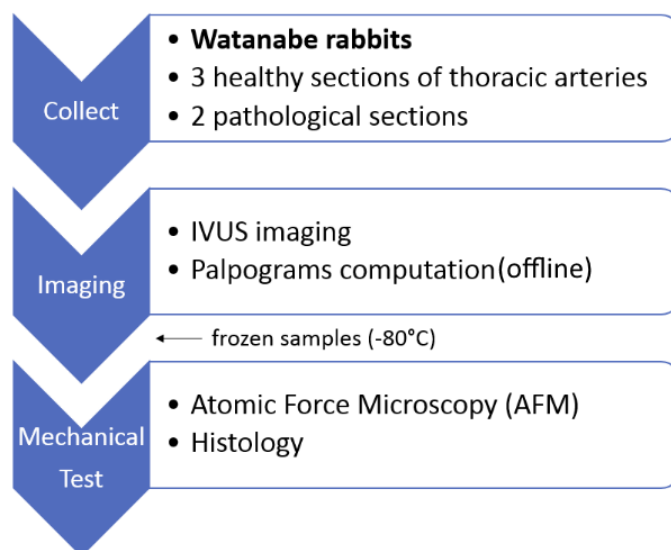 Collect
• Watanabe rabbits
• 3 healthy sections of thoracic arteries
• 2 pathological sections
Imaging
• IVUS imaging
• Palpograms computation (offline)
frozen samples (-80°C)
Mechanical
Test
• Atomic Force Microscopy (AFM)
• Histology